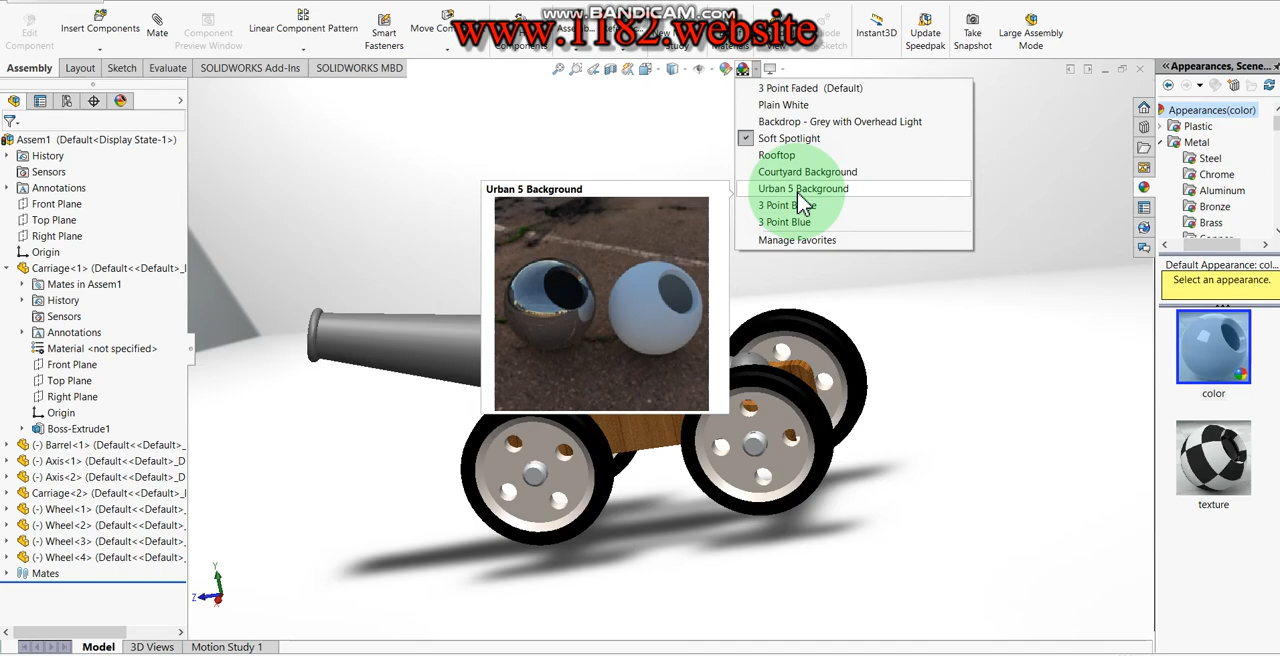 www.BANDICAM.com
www.1182.website
Edit Component
Insert Components
Mate
Component Preview Window
Linear Component Pattern
Smart Fasteners
Move Co
Components
Study
Materials
Instant3D
Update Speedpak
Take Snapshot
Large Assembly Mode
Assembly
Layout
Sketch
Evaluate
SOLIDWORKS Add-Ins
SOLIDWORKS MBD
Assem1 (Default<Display State-1>)
History
Sensors
Annotations
Front Plane
Top Plane
Right Plane
Origin
Carriage<1> (Default<<Default>_
Mates in Assem1
History
Sensors
Annotations
Material <not specified>
Front Plane
Top Plane
Right Plane
Origin
Boss-Extrude1
(-) Barrel<1> (Default<<Default>_
(-) Axis<1> (Default<<Default>_D
(-) Axis<2> (Default<<Default>_D
Carriage<2> (Default<<Default>_
(-) Wheel<1> (Default<<Default>_
(-) Wheel<2> (Default<<Default>_
(-) Wheel<3> (Default<<Default>_
(-) Wheel<4> (Default<<Default>_
Mates
Urban 5 Background
3 Point Faded (Default)
Plain White
Backdrop - Grey with Overhead Light
Soft Spotlight
Rooftop
Courtyard Background
Urban 5 Background
3 Point B
3 Point Blue
Manage Favorites
Y
Z
X
Model
3D Views
Motion Study 1
Appearances, Scene...
Appearances(color)
Plastic
Metal
Steel
Chrome
Aluminum
Bronze
Brass
Default Appearance: col...
Select an appearance.
color
texture